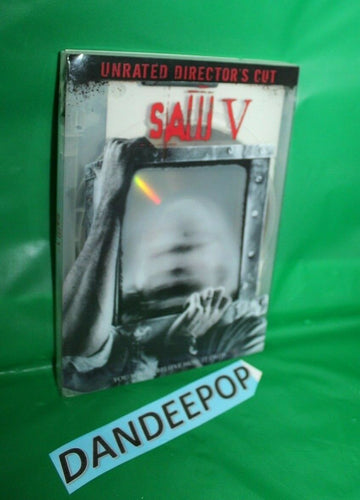 UNRATED DIRECTOR'S CUT
SAW V
DANDEEPOP